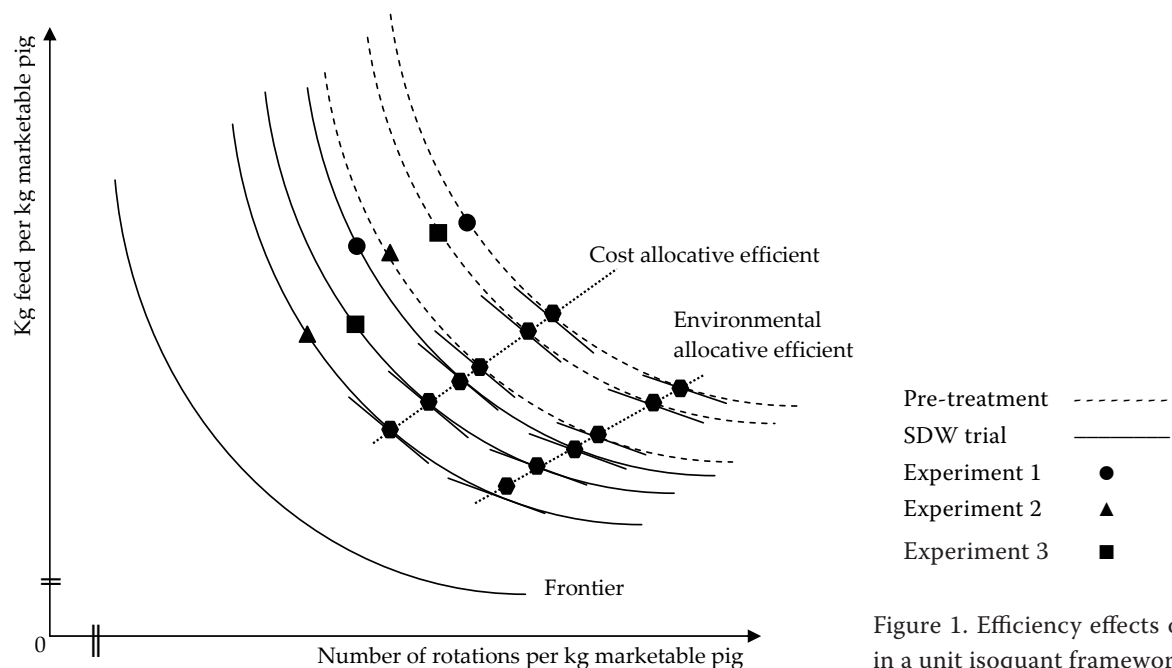 Kg feed per kg marketable pig
Cost allocative efficient
Environmental
allocative efficient
Pre-treatment
SDW trial
Experiment 1
Experiment 2
Experiment 3
Frontier
0
Number of rotations per kg marketable pig
Figure 1. Efficiency effects
in a unit isoquant